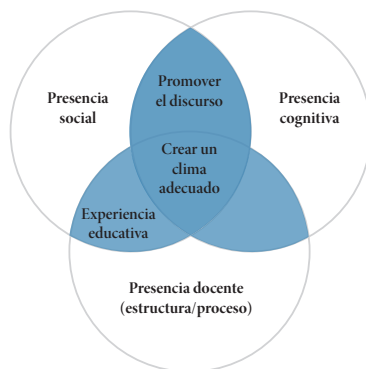 Promover
el discurso
Presencia
social
Presencia
cognitiva
Crear un
clima
adecuado
Experiencia
educativa
Presencia docente
(estructura/proceso)